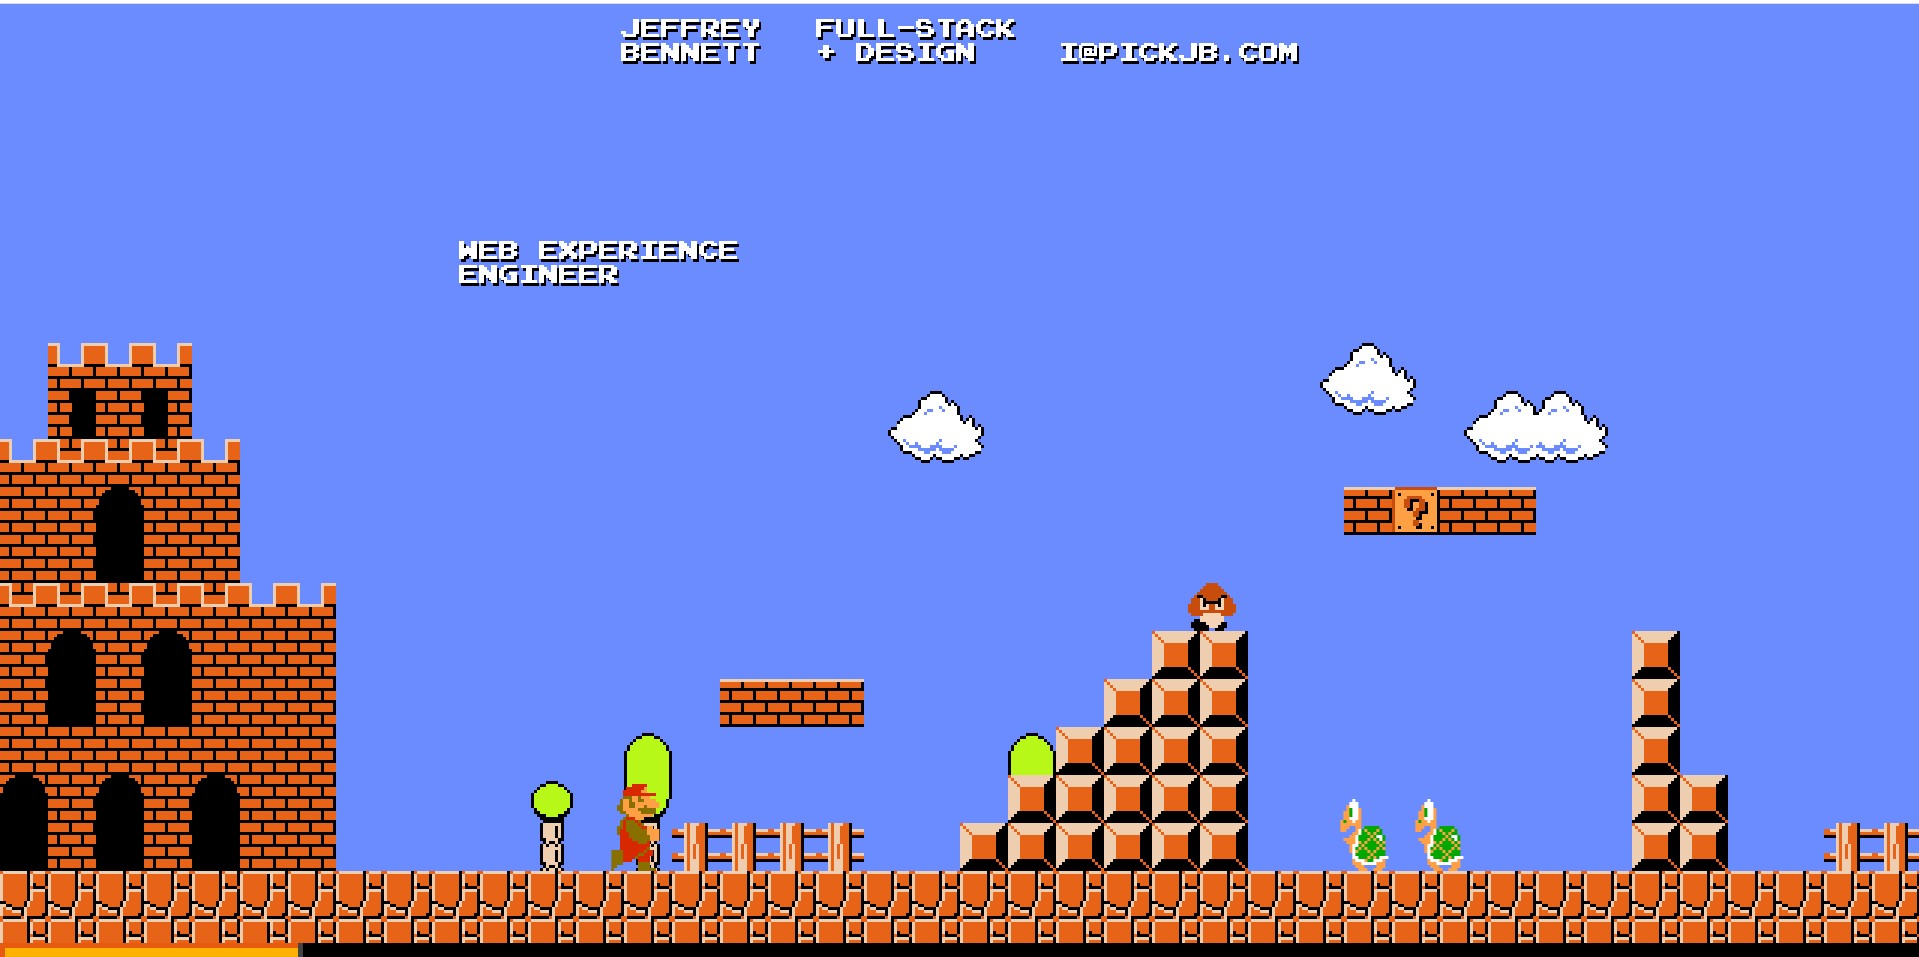 JEFFREY FULL-STACK
BENNETT + DESIGN I@PICKJB.COM
WEB EXPERIENCE
ENGINEER
?